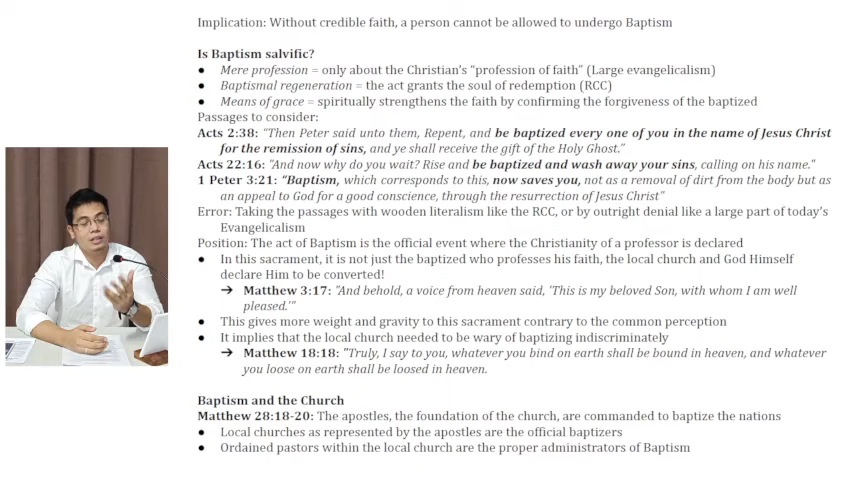 Implication: Without credible faith, a person cannot be allowed to undergo Baptism
Is Baptism salvific?
● Mere profession = only about the Christian's “profession of faith” (Large evangelicalism)
● Baptismal regeneration = the act grants the soul of redemption (RCC)
● Means of grace = spiritually strengthens the faith by confirming the forgiveness of the baptized
Passages to consider:
Acts 2:38: “Then Peter said unto them, Repent, and be baptized every one of you in the name of Jesus Christ
for the remission of sins, and ye shall receive the gift of the Holy Ghost.”
Acts 22:16: "And now why do you wait? Rise and be baptized and wash away your sins, calling on his name."
1 Peter 3:21: “Baptism, which corresponds to this, now saves you, not as a removal of dirt from the body but as
an appeal to God for a good conscience, through the resurrection of Jesus Christ”
Error: Taking the passages with wooden literalism like the RCC, or by outright denial like a large part of today's
Evangelicalism
Position: The act of Baptism is the official event where the Christianity of a professor is declared
● In this sacrament, it is not just the baptized who professes his faith, the local church and God Himself
declare Him to be converted!
➔ Matthew 3:17: "And behold, a voice from heaven said, 'This is my beloved Son, with whom I am well
pleased.'"
● This gives more weight and gravity to this sacrament contrary to the common perception
● It implies that the local church needed to be wary of baptizing indiscriminately
➔ Matthew 18:18: "Truly, I say to you, whatever you bind on earth shall be bound in heaven, and whatever
you loose on earth shall be loosed in heaven.
Baptism and the Church
Matthew 28:18-20: The apostles, the foundation of the church, are commanded to baptize the nations
● Local churches as represented by the apostles are the official baptizers
● Ordained pastors within the local church are the proper administrators of Baptism